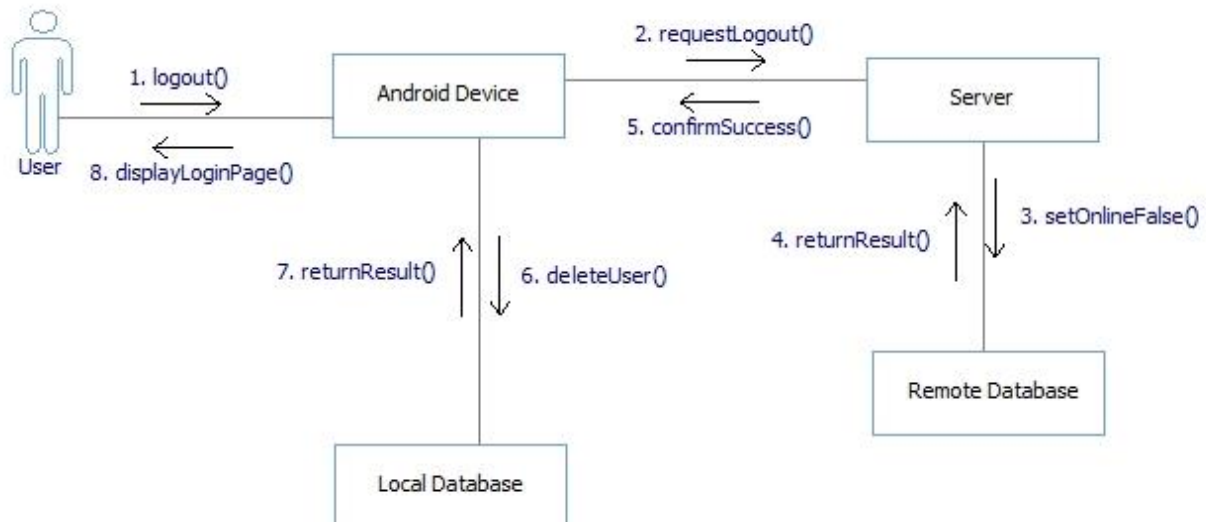 2. requestLogout()
1. logout()
Android Device
Server
5. confirmSuccess()
User
8. displayLoginPage()
3. setOnlineFalse()
4. returnResult()
7. returnResult()
6. deleteUser()
Remote Database
Local Database